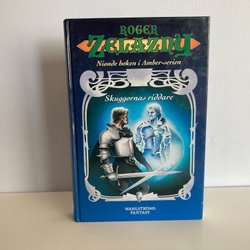 ROGER
ZELAZNY
Nionde boken i Amber-serien
Skuggornas riddare
WAHLSTRÖMS
FANTASY